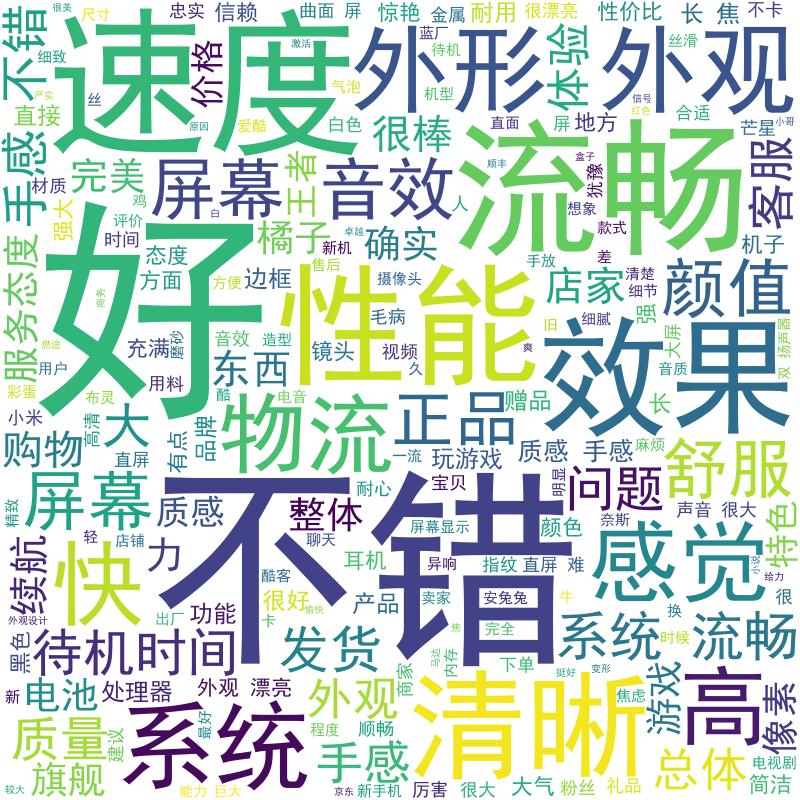 很美
尺寸
忠实
信赖
曲面
屏
惊艳
金属
耐用
很漂亮
性价比
长
焦
不卡
不错
速度
价格
外形
体验
外观
细致
激活
蓝厂
待机
丝滑
直接
气泡
机型
严实
丝
信号
红色
合适
原因
爱酷
白色
很棒
直面
屏
地方
芒星
小哥
手感
材质
完美
屏幕
王者
音效
流畅
客服
鸡
顺丰
盒子
犹豫
强大
评价
白
人
想象
时间
橘子
确实
款式
卓越
机子
服务态度
好
态度
新机
差
方面
方便
边框
售后
摄像头
手放
店家
清楚
强
细节
颜值
商务
性能
毛病
旧
细腻
大屏
燃途
充满
磨砂
音效
造型
镜头
视频
爽
效果
音质
双
扬声器
用户
用料
东西
久
彩蛋
布灵
酷
电音
正品
赠品
长
小米
高清
大
物流
购物
有点
品牌
一流
玩游戏
质感
手感
麻烦
直屏
舒服
不错
明显
问题
屏幕
质感
整体
耐心
宝贝
声音
很大
精致
轻
店铺
聊天
屏幕显示
颜色
奈斯
特色
力
感觉
续航
快
耳机
异响
指纹
直屏
难
小说
酷客
给力
外观设计
出厂
功能
很好
愉快
产品
卖家
安兔兔
牛
换
很
卡
焦
完全
黑色
待机时间
发货
系统
时候
流畅
马达
内存
下单
商家
挺好
变形
新
电池
处理器
外观
漂亮
外观
清晰
焦虑
游戏
高
像素
系统
最好
程度
顺畅
质量
建议
手感
总体
电视剧
旗舰
简洁
较大
能力
巨大
京东
新手机
厉害
很大
大气
粉丝
礼品